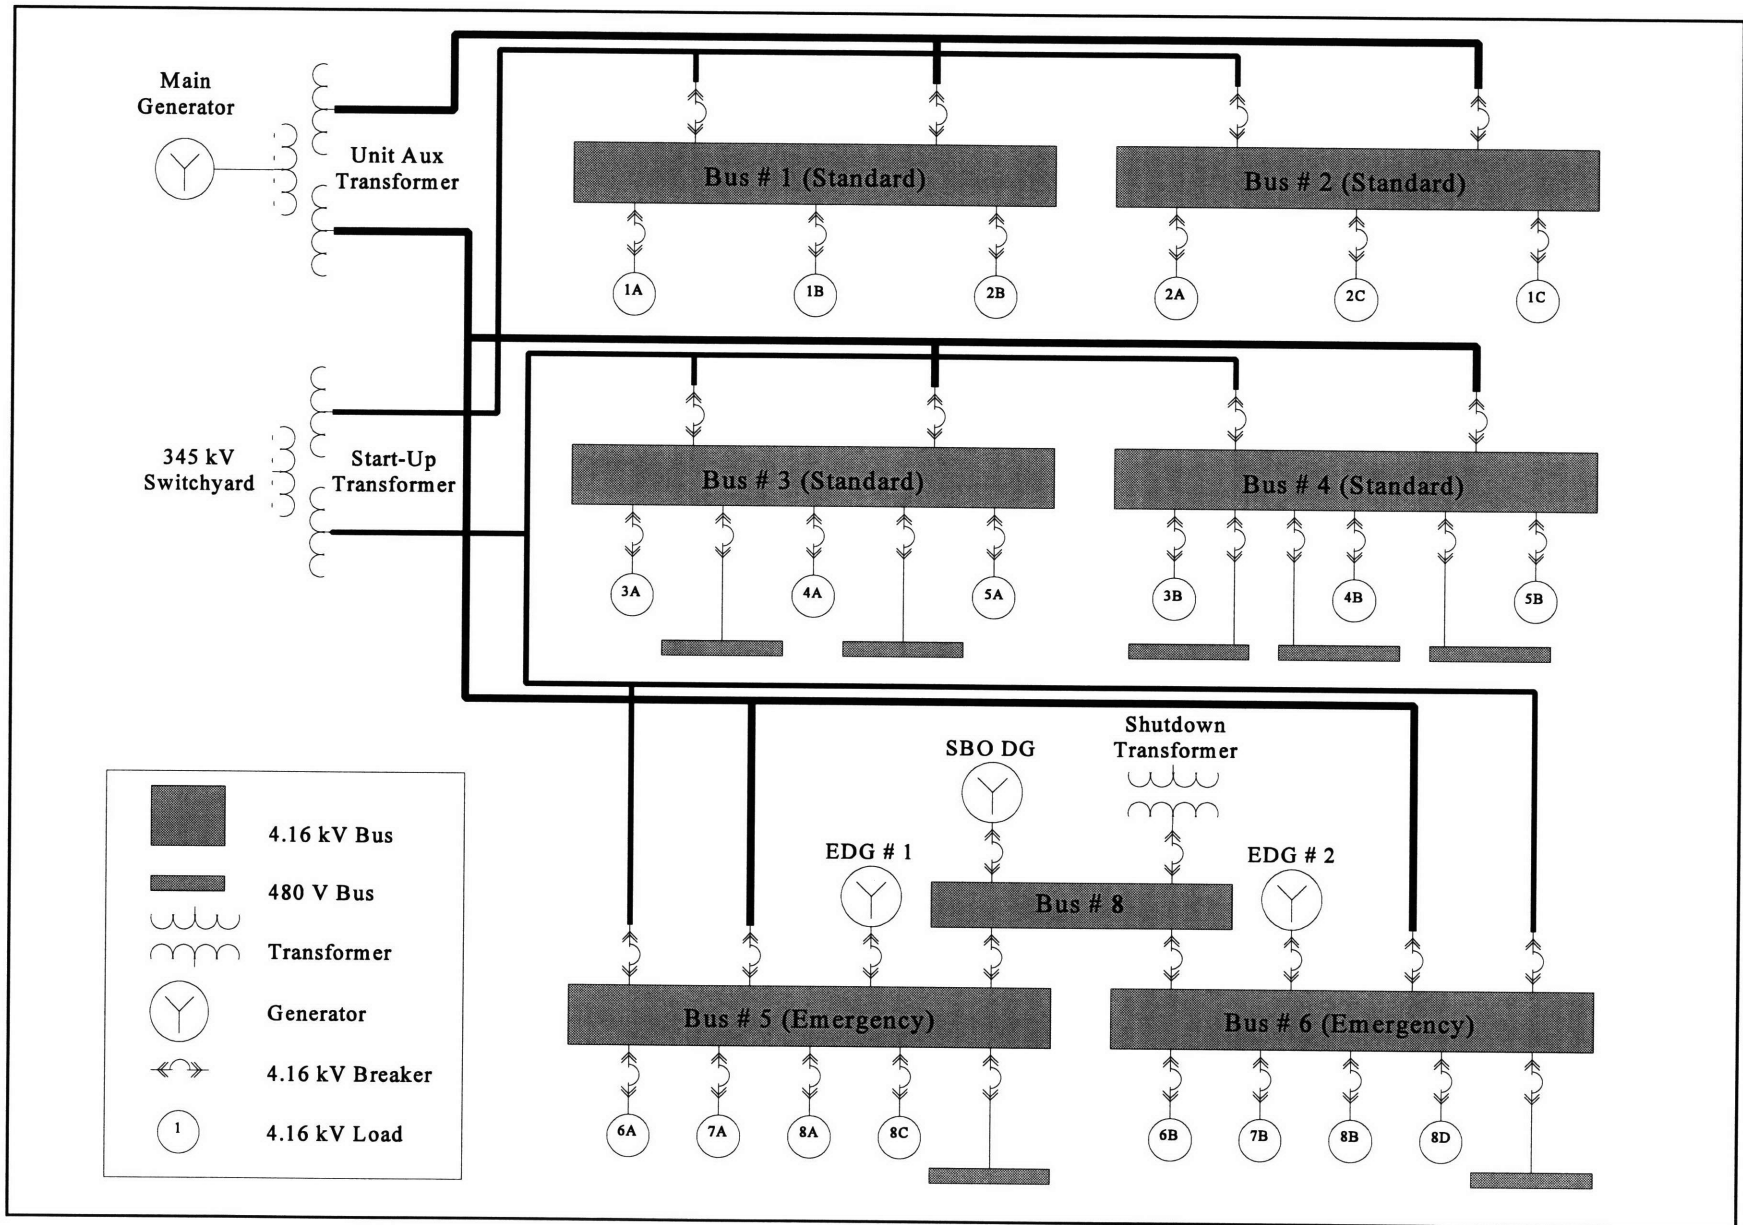 Main
Generator
Unit Aux
Transformer
Bus # 1 (Standard)
Bus # 2 (Standard)
1A
1B
2B
2A
2C
1C
345 kV
Switchyard
Start-Up
Transformer
Bus # 3 (Standard)
Bus # 4 (Standard)
3A
4A
5A
3B
4B
5B
SBO DG
Shutdown
Transformer
EDG # 1
Bus # 8
EDG # 2
Bus # 5 (Emergency)
Bus # 6 (Emergency)
6A
7A
8A
8C
6B
7B
8B
8D
4.16 kV Bus
480 V Bus
Transformer
Generator
4.16 kV Breaker
1
4.16 kV Load